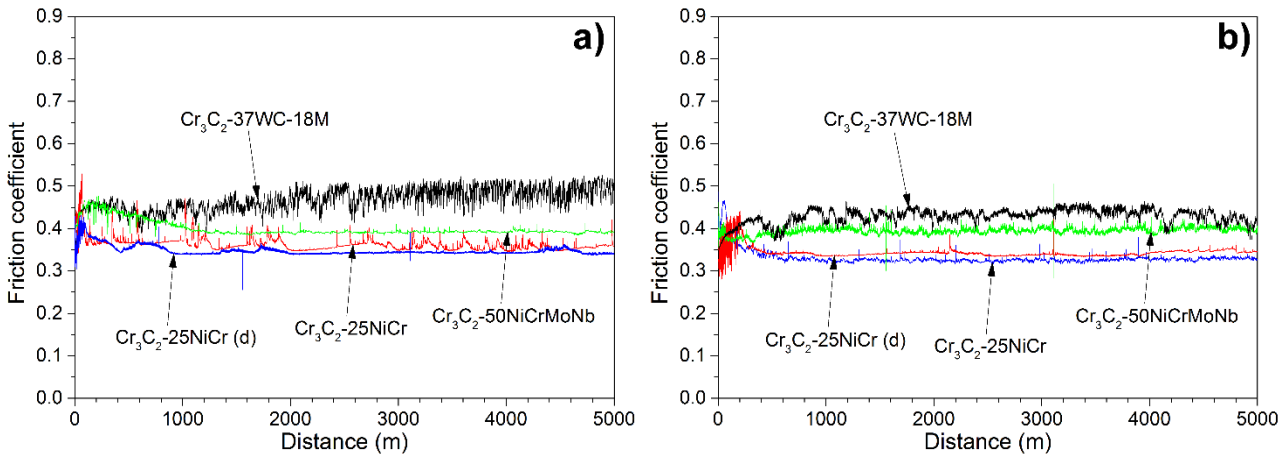 a)
Friction coefficient
0.9
0.8
0.7
0.6
0.5
0.4
0.3
0.2
0.1
0.0
Cr₃C₂-37WC-18M
Cr₃C₂-25NiCr (d)
Cr₃C₂-25NiCr
Cr₃C₂-50NiCrMoNb
0 1000 2000 3000 4000 5000
Distance (m)
b)
Friction coefficient
0.9
0.8
0.7
0.6
0.5
0.4
0.3
0.2
0.1
0.0
Cr₃C₂-37WC-18M
Cr₃C₂-25NiCr (d)
Cr₃C₂-25NiCr
Cr₃C₂-50NiCrMoNb
0 1000 2000 3000 4000 5000
Distance (m)